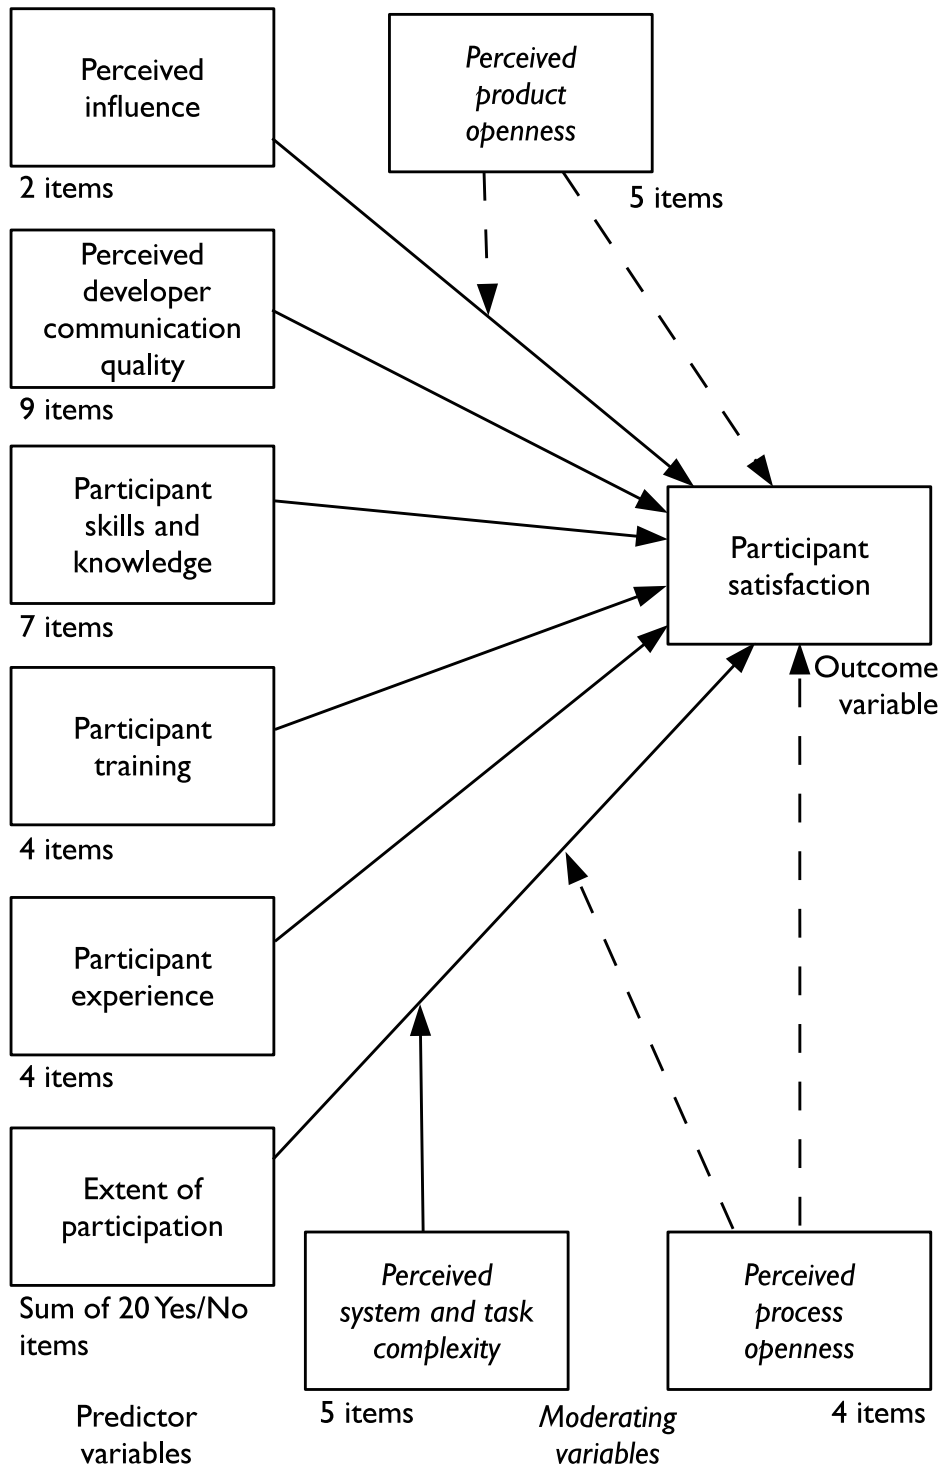 Perceived
influence
2 items
Perceived
product
openness
5 items
Perceived
developer
communication
quality
9 items
Participant
skills and
knowledge
7 items
Participant
satisfaction
Outcome
variable
Participant
training
4 items
Participant
experience
4 items
Extent of
participation
Sum of 20 Yes/No
items
Perceived
system and task
complexity
5 items
Perceived
process
openness
4 items
Predictor
variables
Moderating
variables